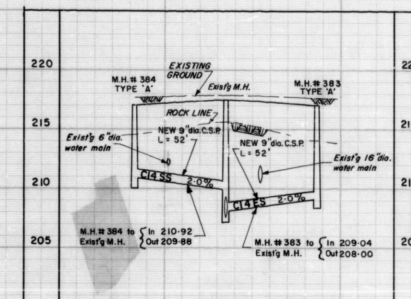 220
215
210
205
EXISTING
GROUND
Exist'g M.H.
M.H.# 384
TYPE 'A'
M.H.# 383
TYPE 'A'
ROCK LINE
NEW 9"dia. C.S.P.
L = 52'
NEW 9"dia. C.S.P.
L = 52'
Exist'g 6"dia.
water main
Exist'g 16"dia.
water main
C14SS 2.0%
C14ES 2.0%
M.H.# 384 to
Exist'g M.H.
In 210.92
Out 209.88
M.H.# 383 to
Exist'g M.H.
In 209.04
Out 208.00